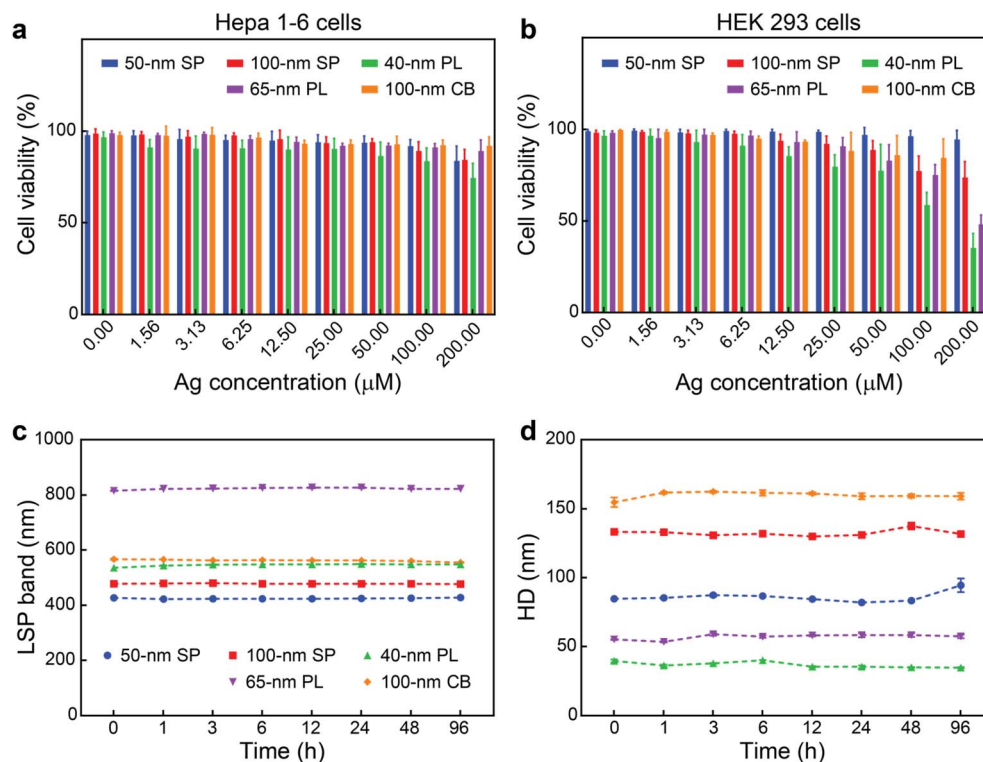 a
Hepa 1-6 cells
Cell viability (%)
100
50
0
50-nm SP
100-nm SP
40-nm PL
65-nm PL
100-nm CB
0.00
1.56
3.13
6.25
12.50
25.00
50.00
100.00
200.00
Ag concentration (μM)
b
HEK 293 cells
Cell viability (%)
100
50
0
50-nm SP
100-nm SP
40-nm PL
65-nm PL
100-nm CB
0.00
1.56
3.13
6.25
12.50
25.00
50.00
100.00
200.00
Ag concentration (μM)
c
LSP band (nm)
1000
800
600
400
200
0
50-nm SP
100-nm SP
40-nm PL
65-nm PL
100-nm CB
0 1 3 6 12 24 48 96
Time (h)
d
HD (nm)
200
150
100
50
0
0 1 3 6 12 24 48 96
Time (h)